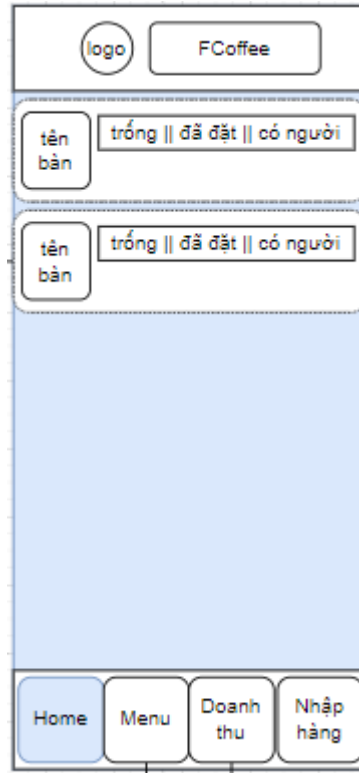 logo
FCoffee
tên
bàn
trống || đã đặt || có người
tên
bàn
trống || đã đặt || có người
Home
Menu
Doanh
thu
Nhập
hàng